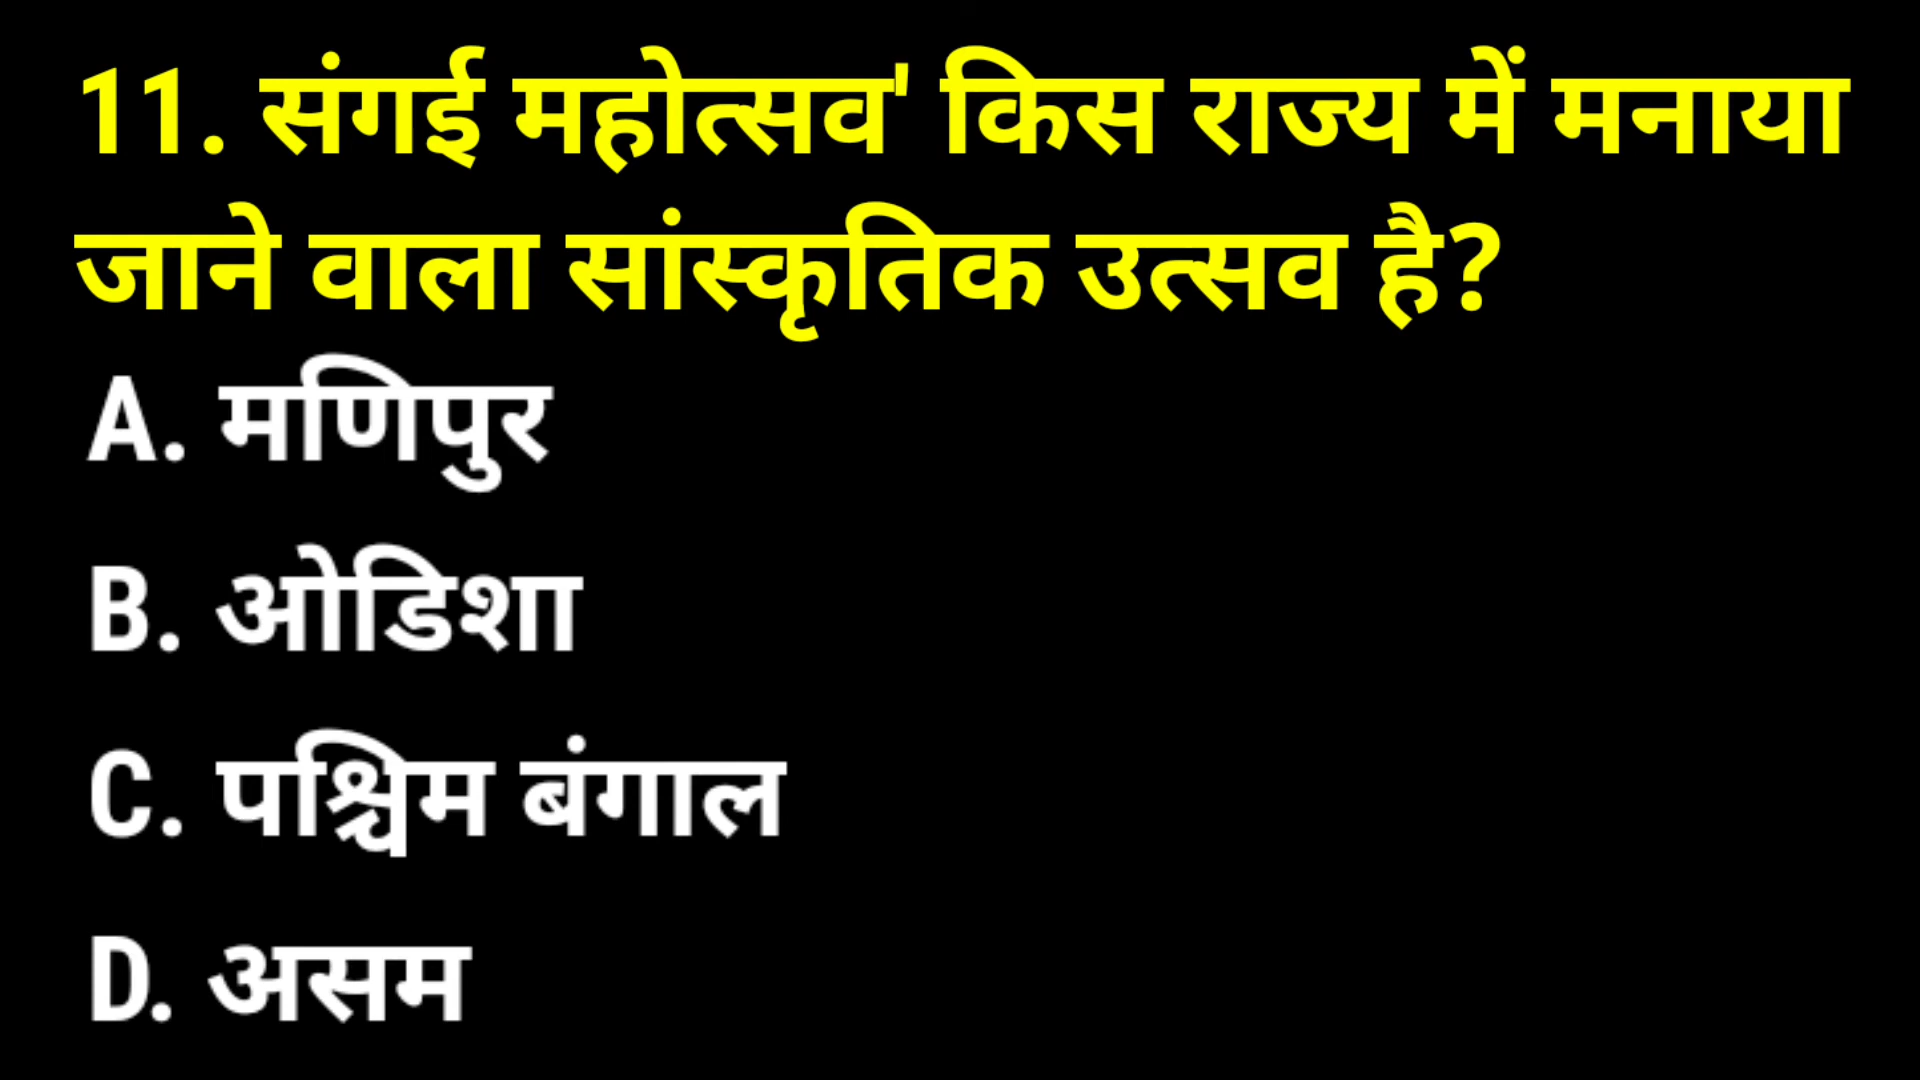 11. संगई महोत्सव' किस राज्य में मनाया
जाने वाला सांस्कृतिक उत्सव है?
A. मणिपुर
B. ओडिशा
C. पश्चिम बंगाल
D. असम